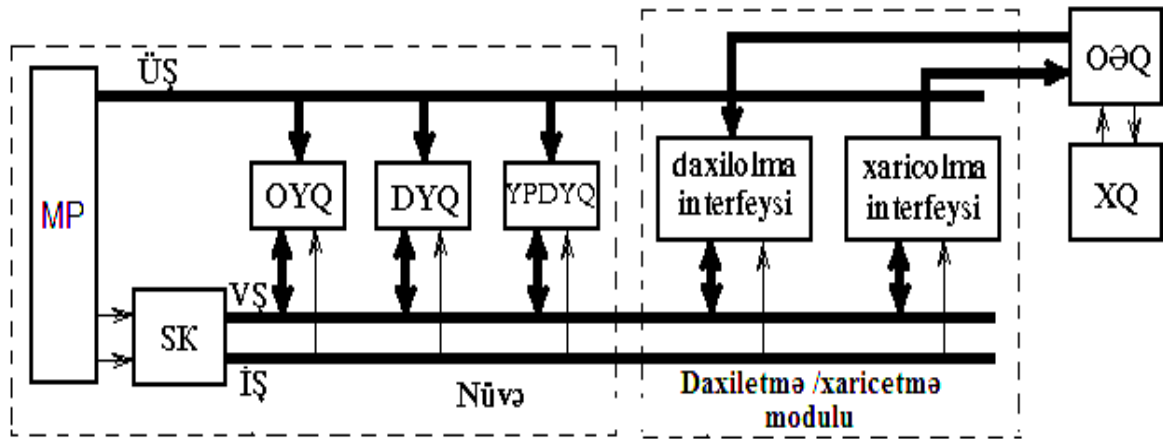 ÜŞ
MP
OYQ
DYQ
YPDYQ
VŞ
SK
İŞ
Nüvə
daxilolma
interfeysi
xaricolma
interfeysi
Daxiletmə /xaricetmə
modulu
OƏQ
XQ